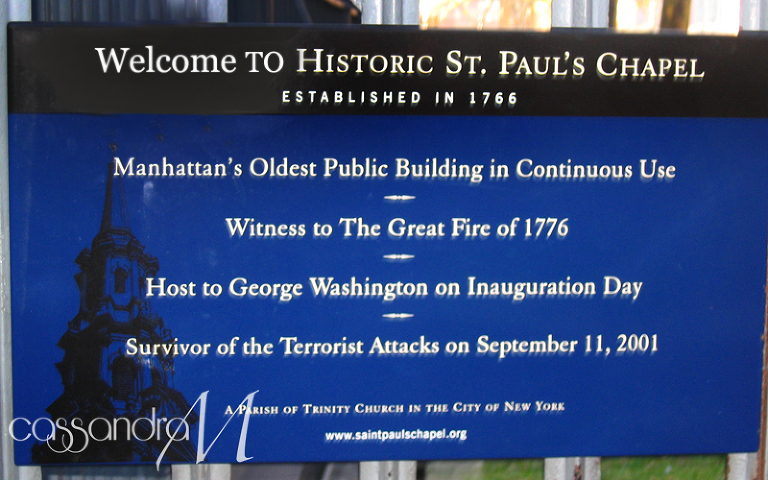 Welcome TO HISTORIC ST. PAUL'S CHAPEL
ESTABLISHED IN 1766
Manhattan's Oldest Public Building in Continuous Use
Witness to The Great Fire of 1776
Host to George Washington on Inauguration Day
Survivor of the Terrorist Attacks on September 11, 2001
A PARISH OF TRINITY CHURCH IN THE CITY OF NEW YORK
www.saintpaulschapel.org
cassandra M